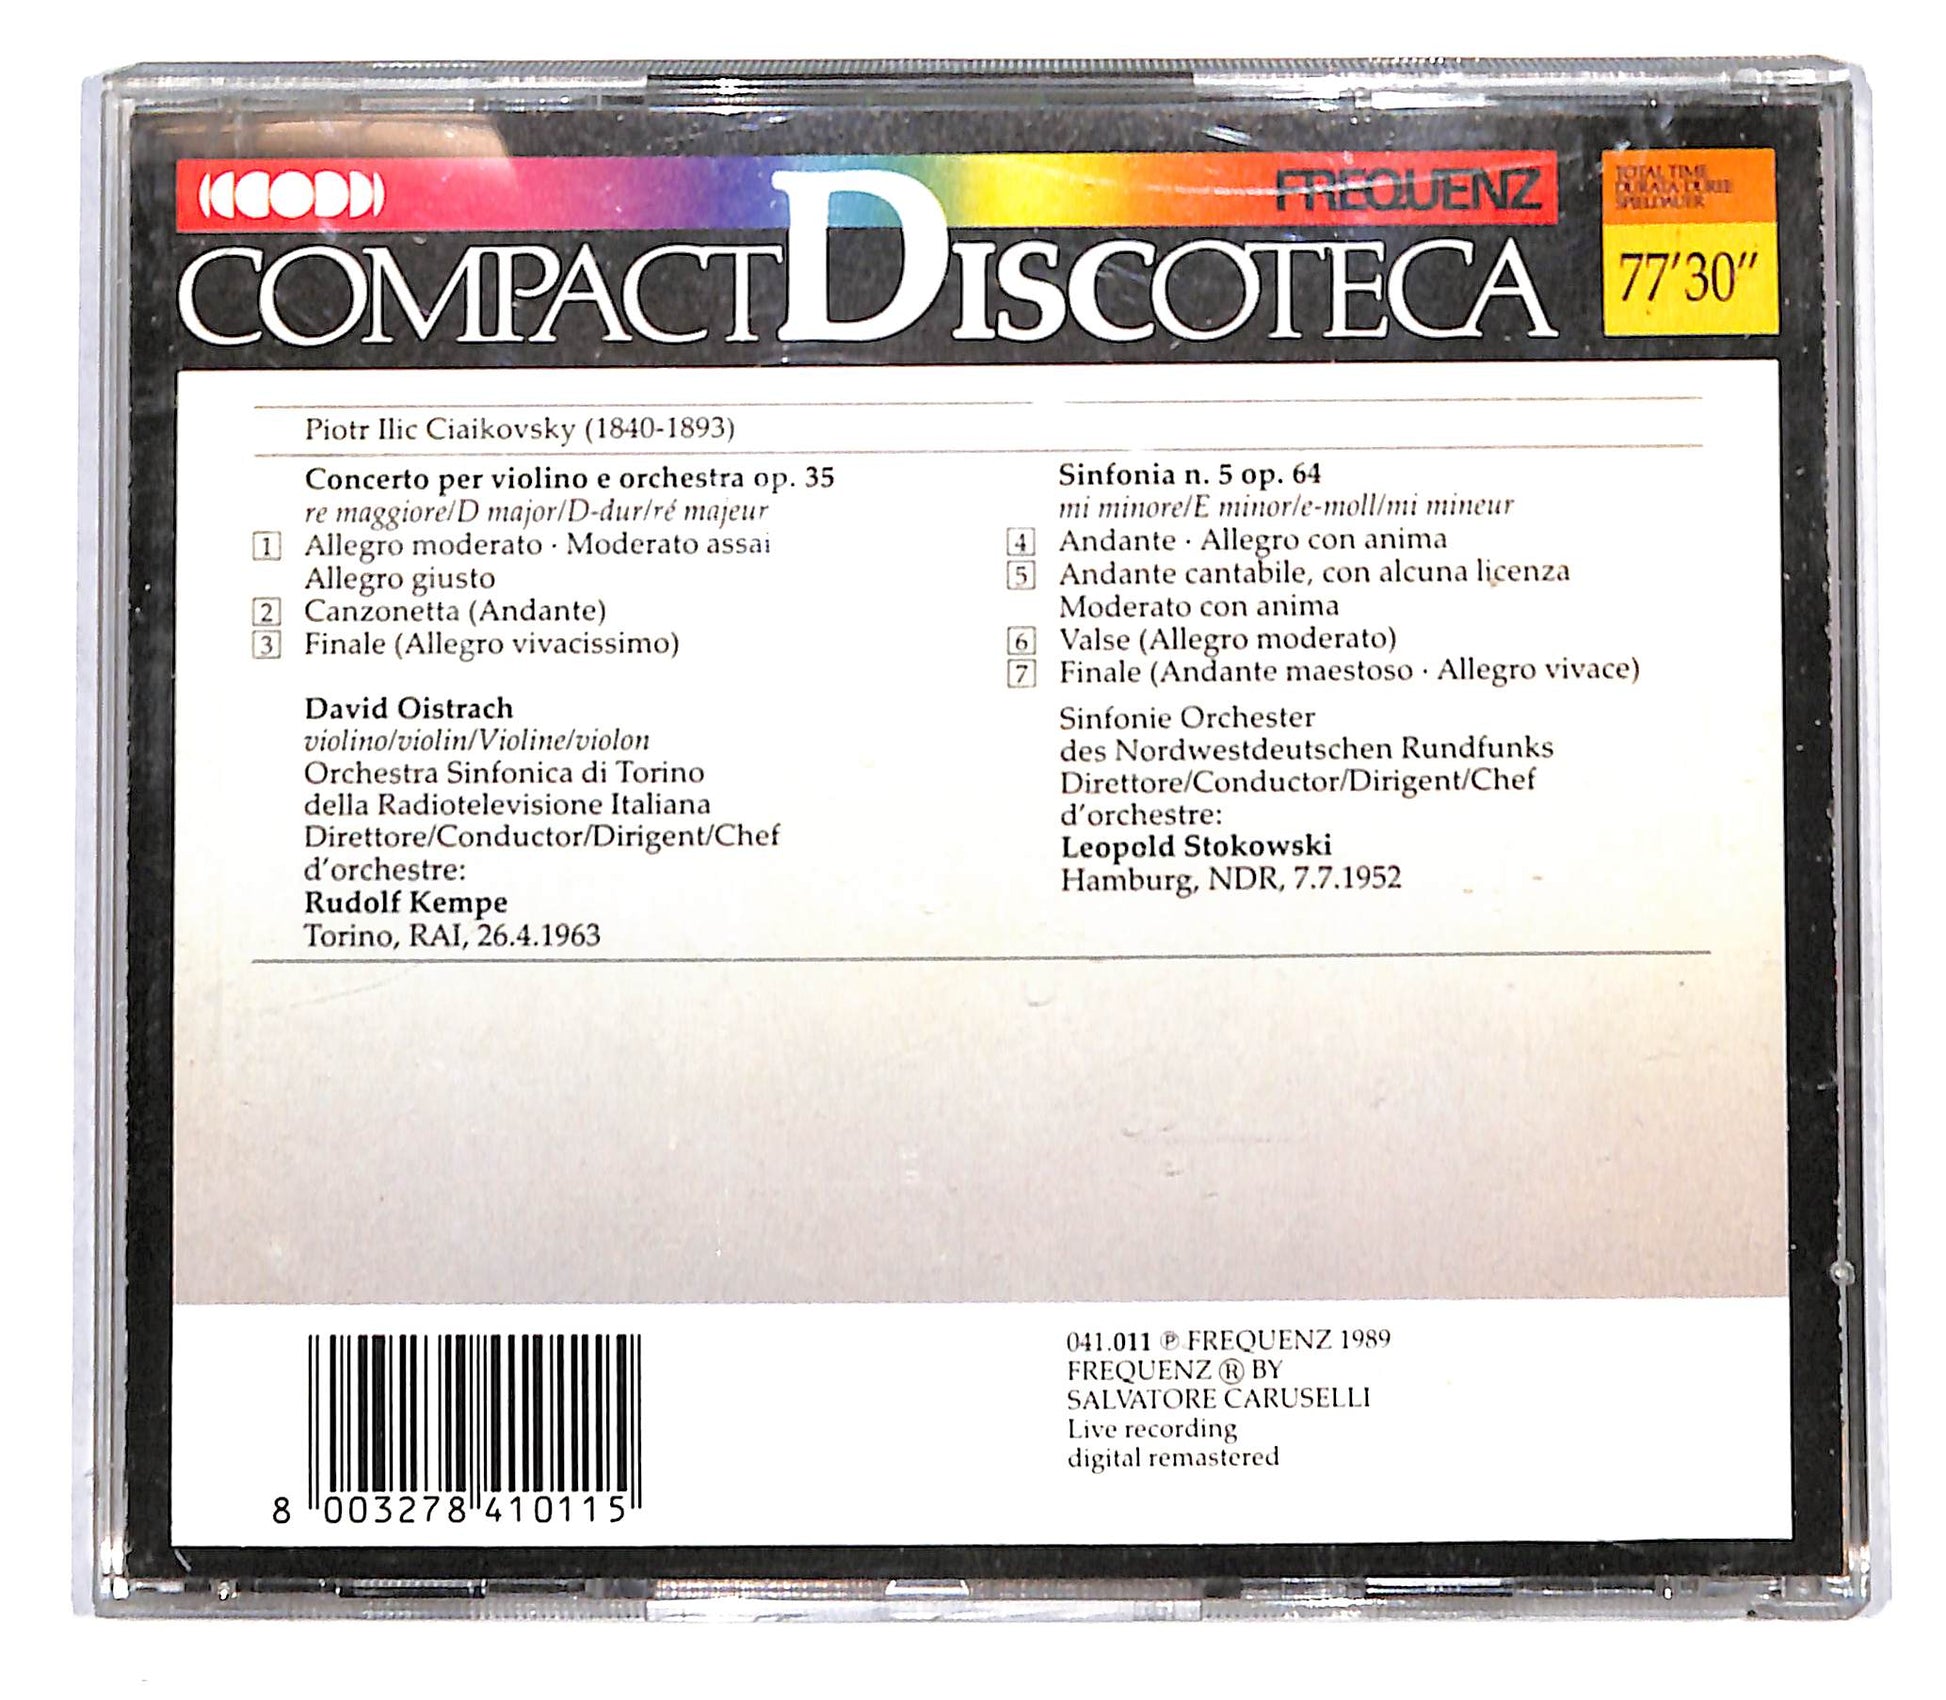 FREQUENZ
COMPACT DISCOTECA
TOTAL TIME
DURATA/DURÉE
SPIELDAUER
77'30"
Piotr Ilic Ciaikovsky (1840-1893)
Concerto per violino e orchestra op. 35
re maggiore/D major/D-dur/ré majeur
1 Allegro moderato · Moderato assai
Allegro giusto
2 Canzonetta (Andante)
3 Finale (Allegro vivacissimo)
David Oistrach
violino/violin/Violine/violon
Orchestra Sinfonica di Torino
della Radiotelevisione Italiana
Direttore/Conductor/Dirigent/Chef
d'orchestre:
Rudolf Kempe
Torino, RAI, 26.4.1963
Sinfonia n. 5 op. 64
mi minore/E minor/e-moll/mi mineur
4 Andante · Allegro con anima
5 Andante cantabile, con alcuna licenza
Moderato con anima
6 Valse (Allegro moderato)
7 Finale (Andante maestoso · Allegro vivace)
Sinfonie Orchester
des Nordwestdeutschen Rundfunks
Direttore/Conductor/Dirigent/Chef
d'orchestre:
Leopold Stokowski
Hamburg, NDR, 7.7.1952
8 003278 410115
041.011 ℗ FREQUENZ 1989
FREQUENZ ® BY
SALVATORE CARUSELLI
Live recording
digital remastered